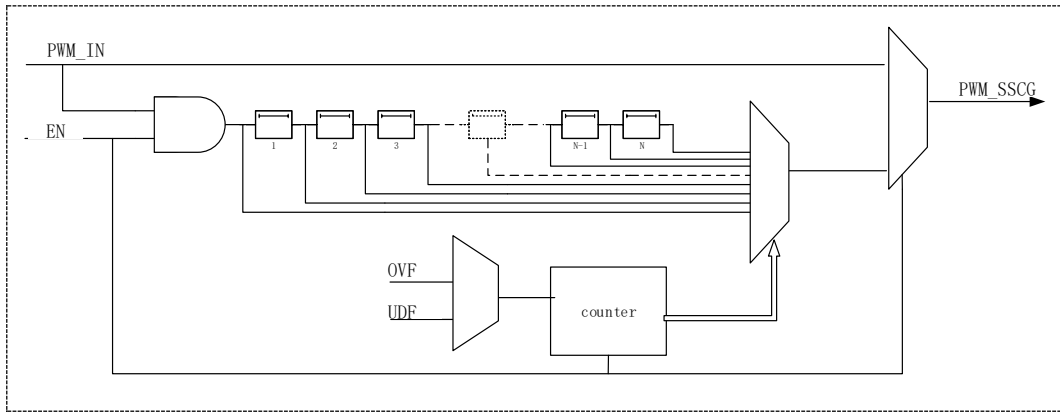 PWM_IN
PWM_SSCG
EN
1 2 3 N-1 N
OVF
UDF
counter